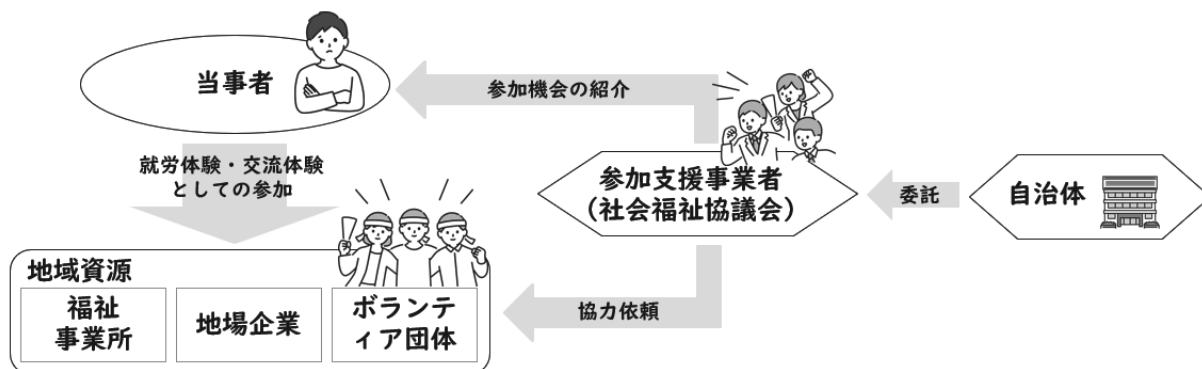 当事者
参加機会の紹介
就労体験・交流体験
としての参加
参加支援事業者
（社会福祉協議会）
委託
自治体
地域資源
福祉
事業所
地場企業
ボランテ
ィア団体
協力依頼